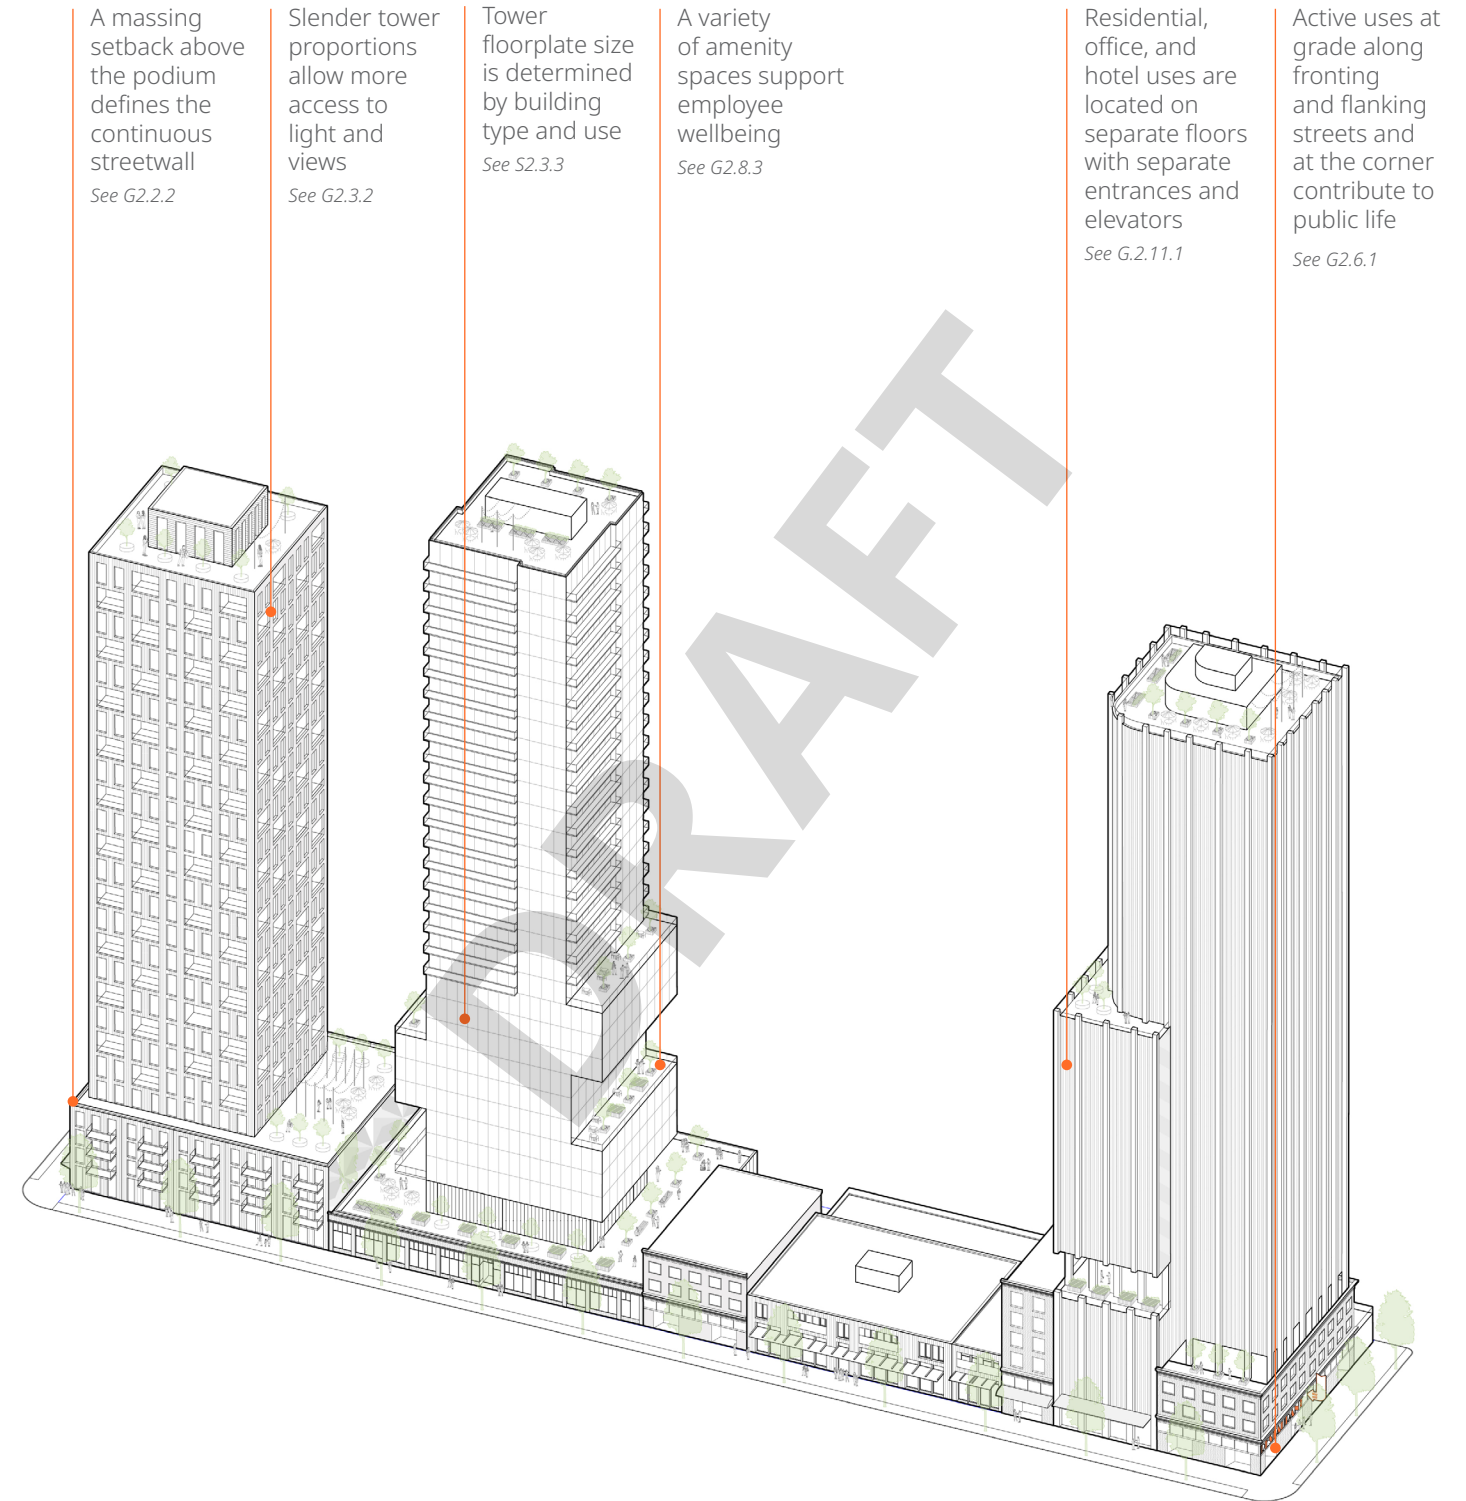 A massing
setback above
the podium
defines the
continuous
streetwall
See G2.2.2
Slender tower
proportions
allow more
access to
light and
views
See G2.3.2
Tower
floorplate size
is determined
by building
type and use
See S2.3.3
A variety
of amenity
spaces support
employee
wellbeing
See G2.8.3
Residential,
office, and
hotel uses are
located on
separate floors
with separate
entrances and
elevators
See G.2.11.1
Active uses at
grade along
fronting
and flanking
streets and
at the corner
contribute to
public life
See G2.6.1
DRAFT